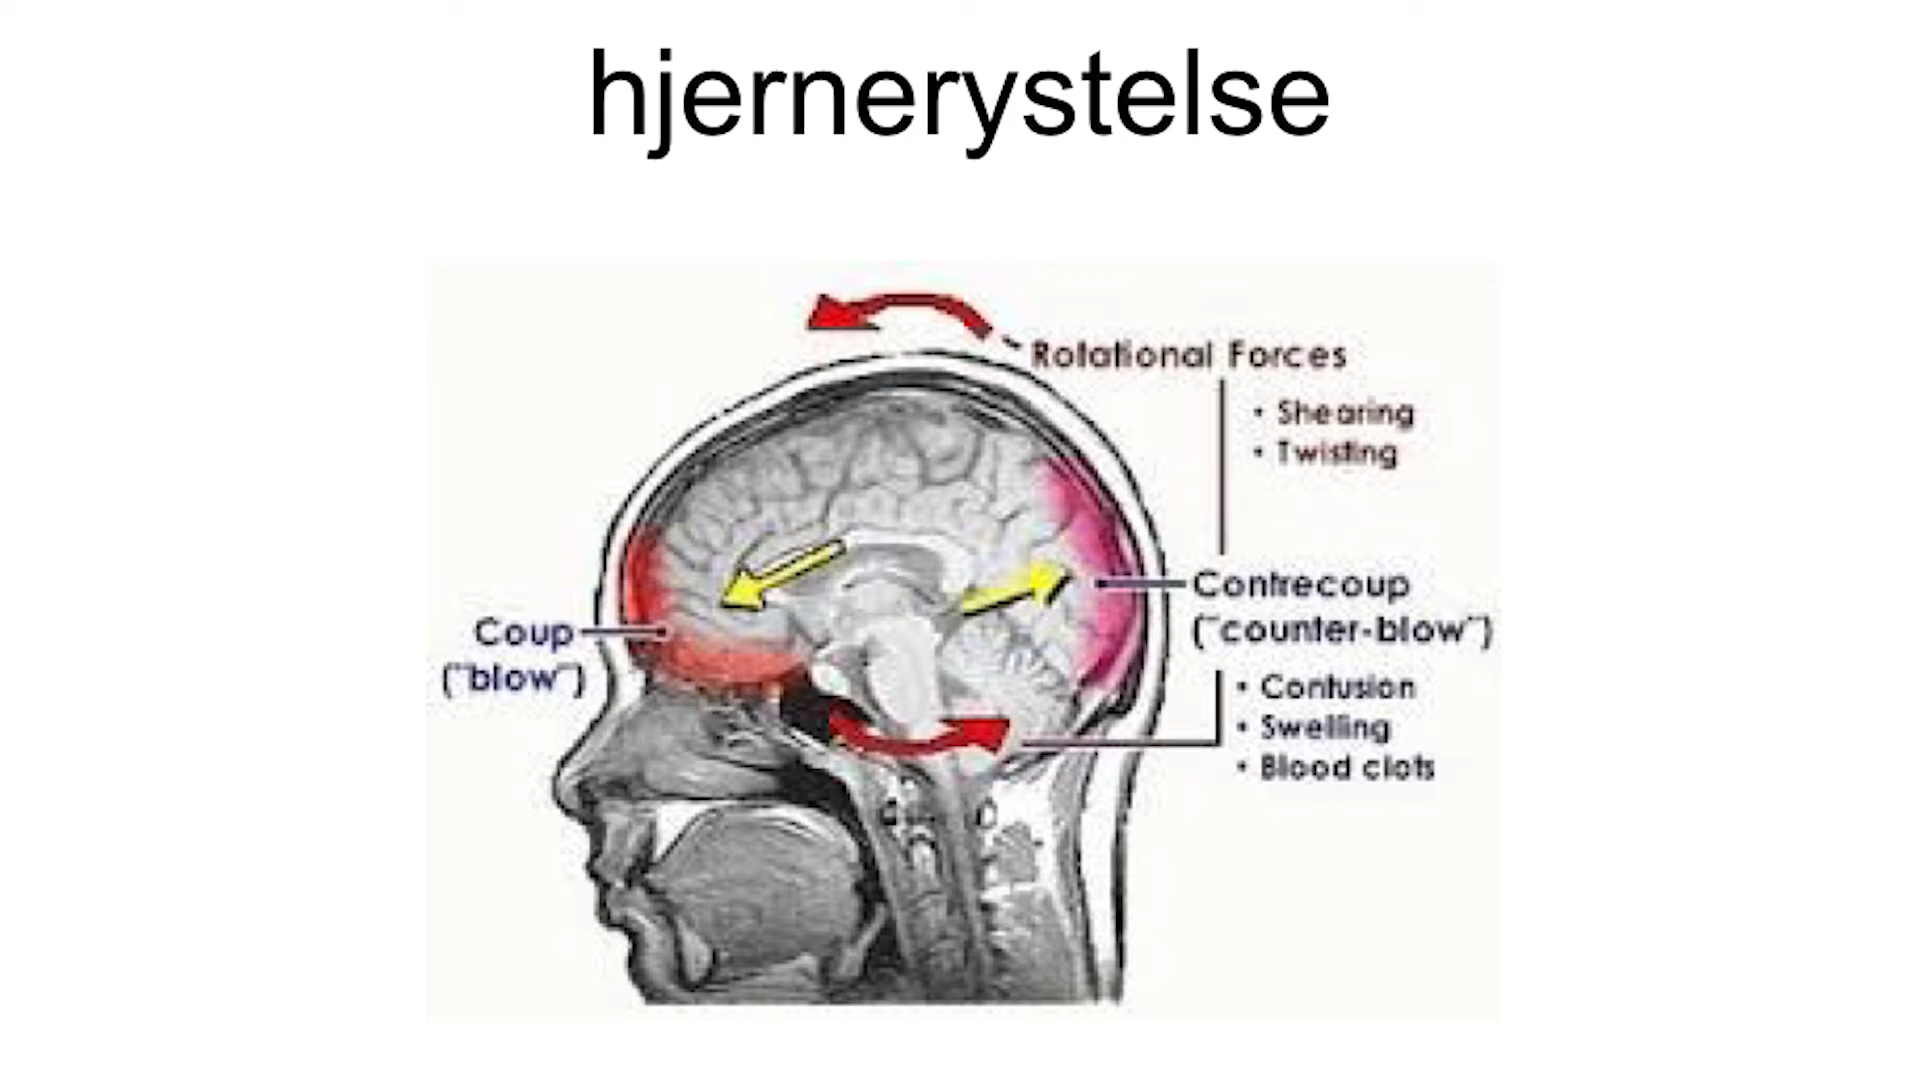 hjernerystelse
Rotational Forces
• Shearing
• Twisting
Coup
("blow")
Contrecoup
("counter-blow")
• Contusion
• Swelling
• Blood clots